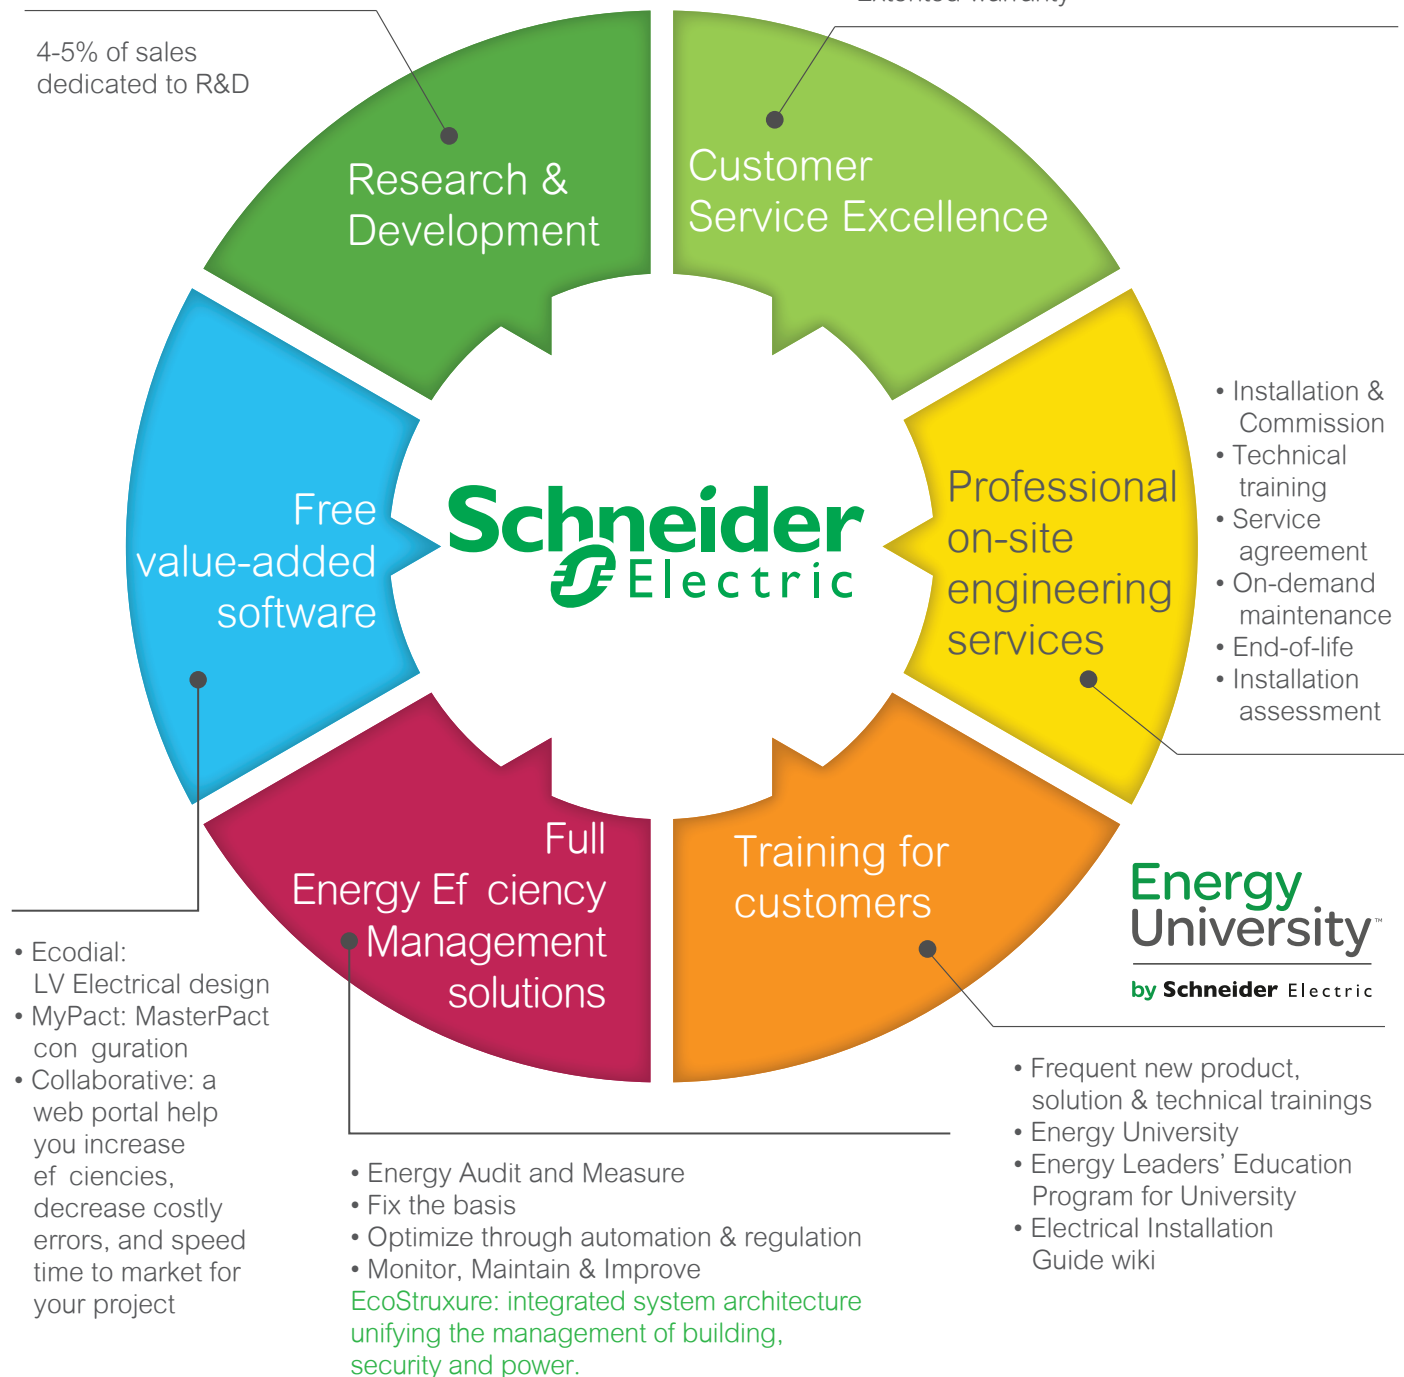 Extented warranty
4-5% of sales
dedicated to R&D
Research &
Development
Customer
Service Excellence
• Installation &
Commission
• Technical
training
• Service
agreement
• On-demand
maintenance
• End-of-life
• Installation
assessment
Professional
on-site
engineering
services
Free
value-added
software
Schneider
Electric
Full
Energy Ef ciency
Management
solutions
Training for
customers
Energy
University™
by Schneider Electric
• Ecodial:
LV Electrical design
• MyPact: MasterPact
con guration
• Collaborative: a
web portal help
you increase
ef ciencies,
decrease costly
errors, and speed
time to market for
your project
• Energy Audit and Measure
• Fix the basis
• Optimize through automation & regulation
• Monitor, Maintain & Improve
EcoStruxure: integrated system architecture
unifying the management of building,
security and power.
• Frequent new product,
solution & technical trainings
• Energy University
• Energy Leaders' Education
Program for University
• Electrical Installation
Guide wiki